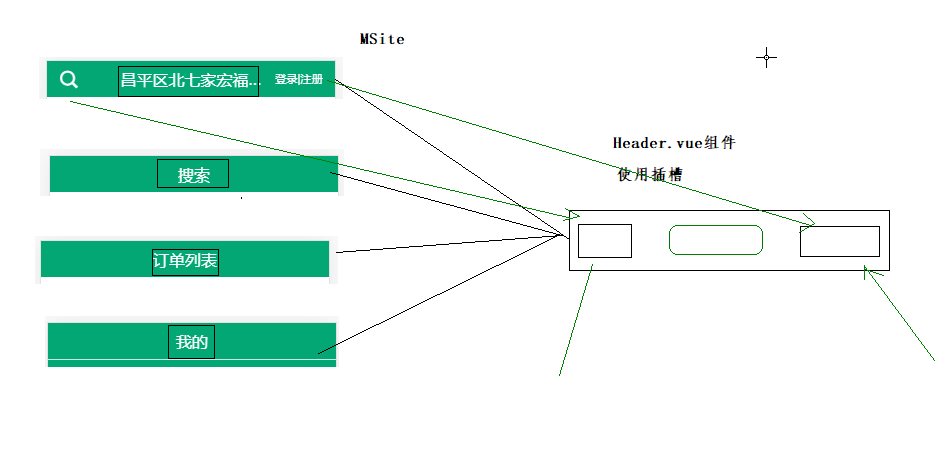 MSite
昌平区北七家宏福...
登录|注册
Header.vue组件
使用插槽
搜索
订单列表
我的